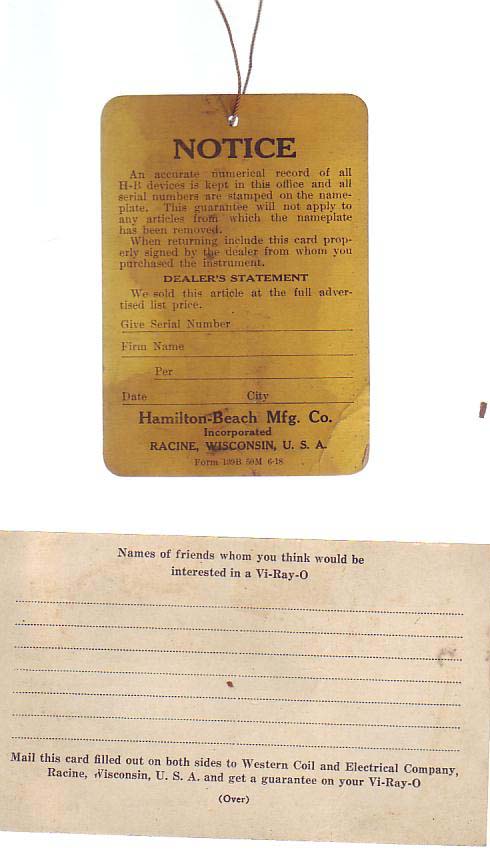 NOTICE
An accurate numerical record of all
H-B devices is kept in this office and all
serial numbers are stamped on the name-
plate. This guarantee will not apply to
any articles from which the nameplate
has been removed.
When returning include this card prop-
erly signed by the dealer from whom you
purchased the instrument.
DEALER'S STATEMENT
We sold this article at the full adver-
tised list price.
Give Serial Number
Firm Name
Per
Date City
Hamilton-Beach Mfg. Co.
Incorporated
RACINE, WISCONSIN, U. S. A.
Form 139B 50M 6-18
Names of friends whom you think would be
interested in a Vi-Ray-O
Mail this card filled out on both sides to Western Coil and Electrical Company,
Racine, Wisconsin, U. S. A. and get a guarantee on your Vi-Ray-O
(Over)